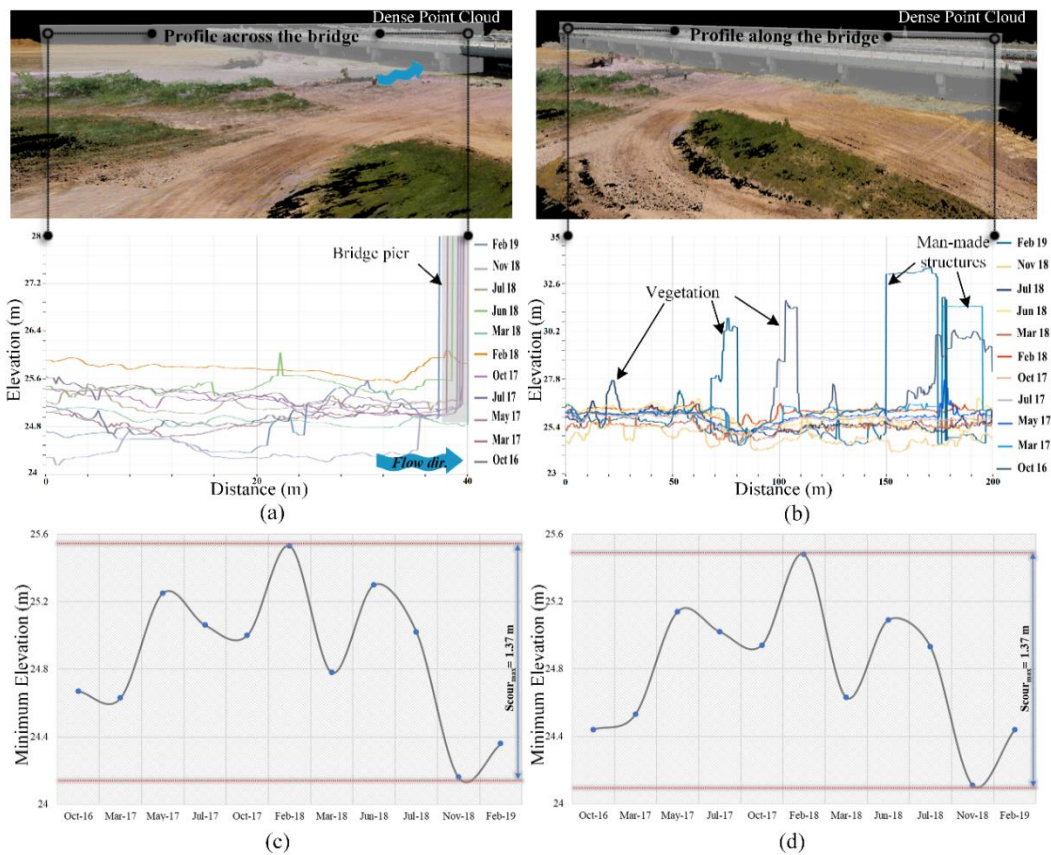 Dense Point Cloud
Profile across the bridge
Dense Point Cloud
Profile along the bridge
Elevation (m)
28
27.2
26.4
25.6
24.8
24
Bridge pier
Flow dir.
Feb 19
Nov 18
Jul 18
Jun 18
Mar 18
Feb 18
Oct 17
Jul 17
May 17
Mar 17
Oct 16
0
20
40
Distance (m)
(a)
Elevation (m)
35
32.6
30.2
27.8
25.4
23
Vegetation
Man-made
structures
Feb 19
Nov 18
Jul 18
Jun 18
Mar 18
Feb 18
Oct 17
Jul 17
May 17
Mar 17
Oct 16
0
50
100
150
200
Distance (m)
(b)
Minimum Elevation (m)
25.6
25.2
24.8
24.4
24
Scourmax= 1.37 m
Oct-16
Mar-17
May-17
Jul-17
Oct-17
Feb-18
Mar-18
Jun-18
Jul-18
Nov-18
Feb-19
(c)
Minimum Elevation (m)
25.6
25.2
24.8
24.4
24
Scourmax= 1.37 m
Oct-16
Mar-17
May-17
Jul-17
Oct-17
Feb-18
Mar-18
Jun-18
Jul-18
Nov-18
Feb-19
(d)